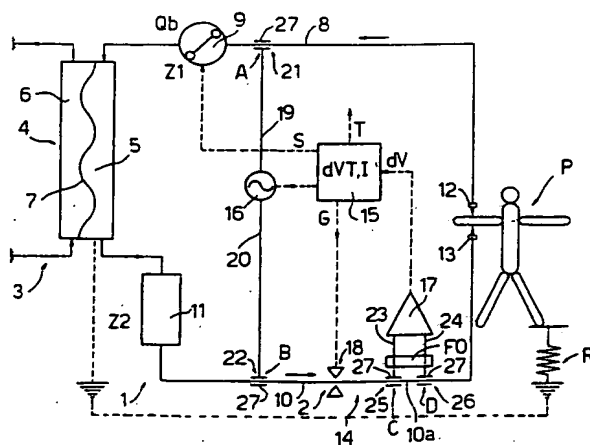 Qb 9 27 8
Z1 A 21
6
4 5
7
19
S T
dVT,I dV
16 15
G
12 P
13
3
20
17
Z2 11
23 24
F0
R
22 B 18
27 27
1 10 2 25 10a 26
C D
14